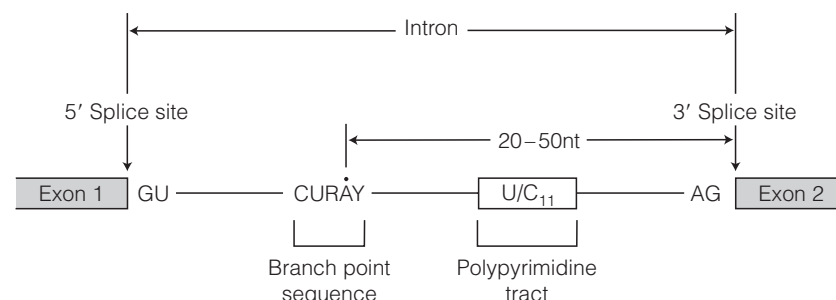 Intron
5′ Splice site
3′ Splice site
20–50nt
Exon 1 GU CURAY U/C11 AG Exon 2
Branch point
sequence
Polypyrimidine
tract